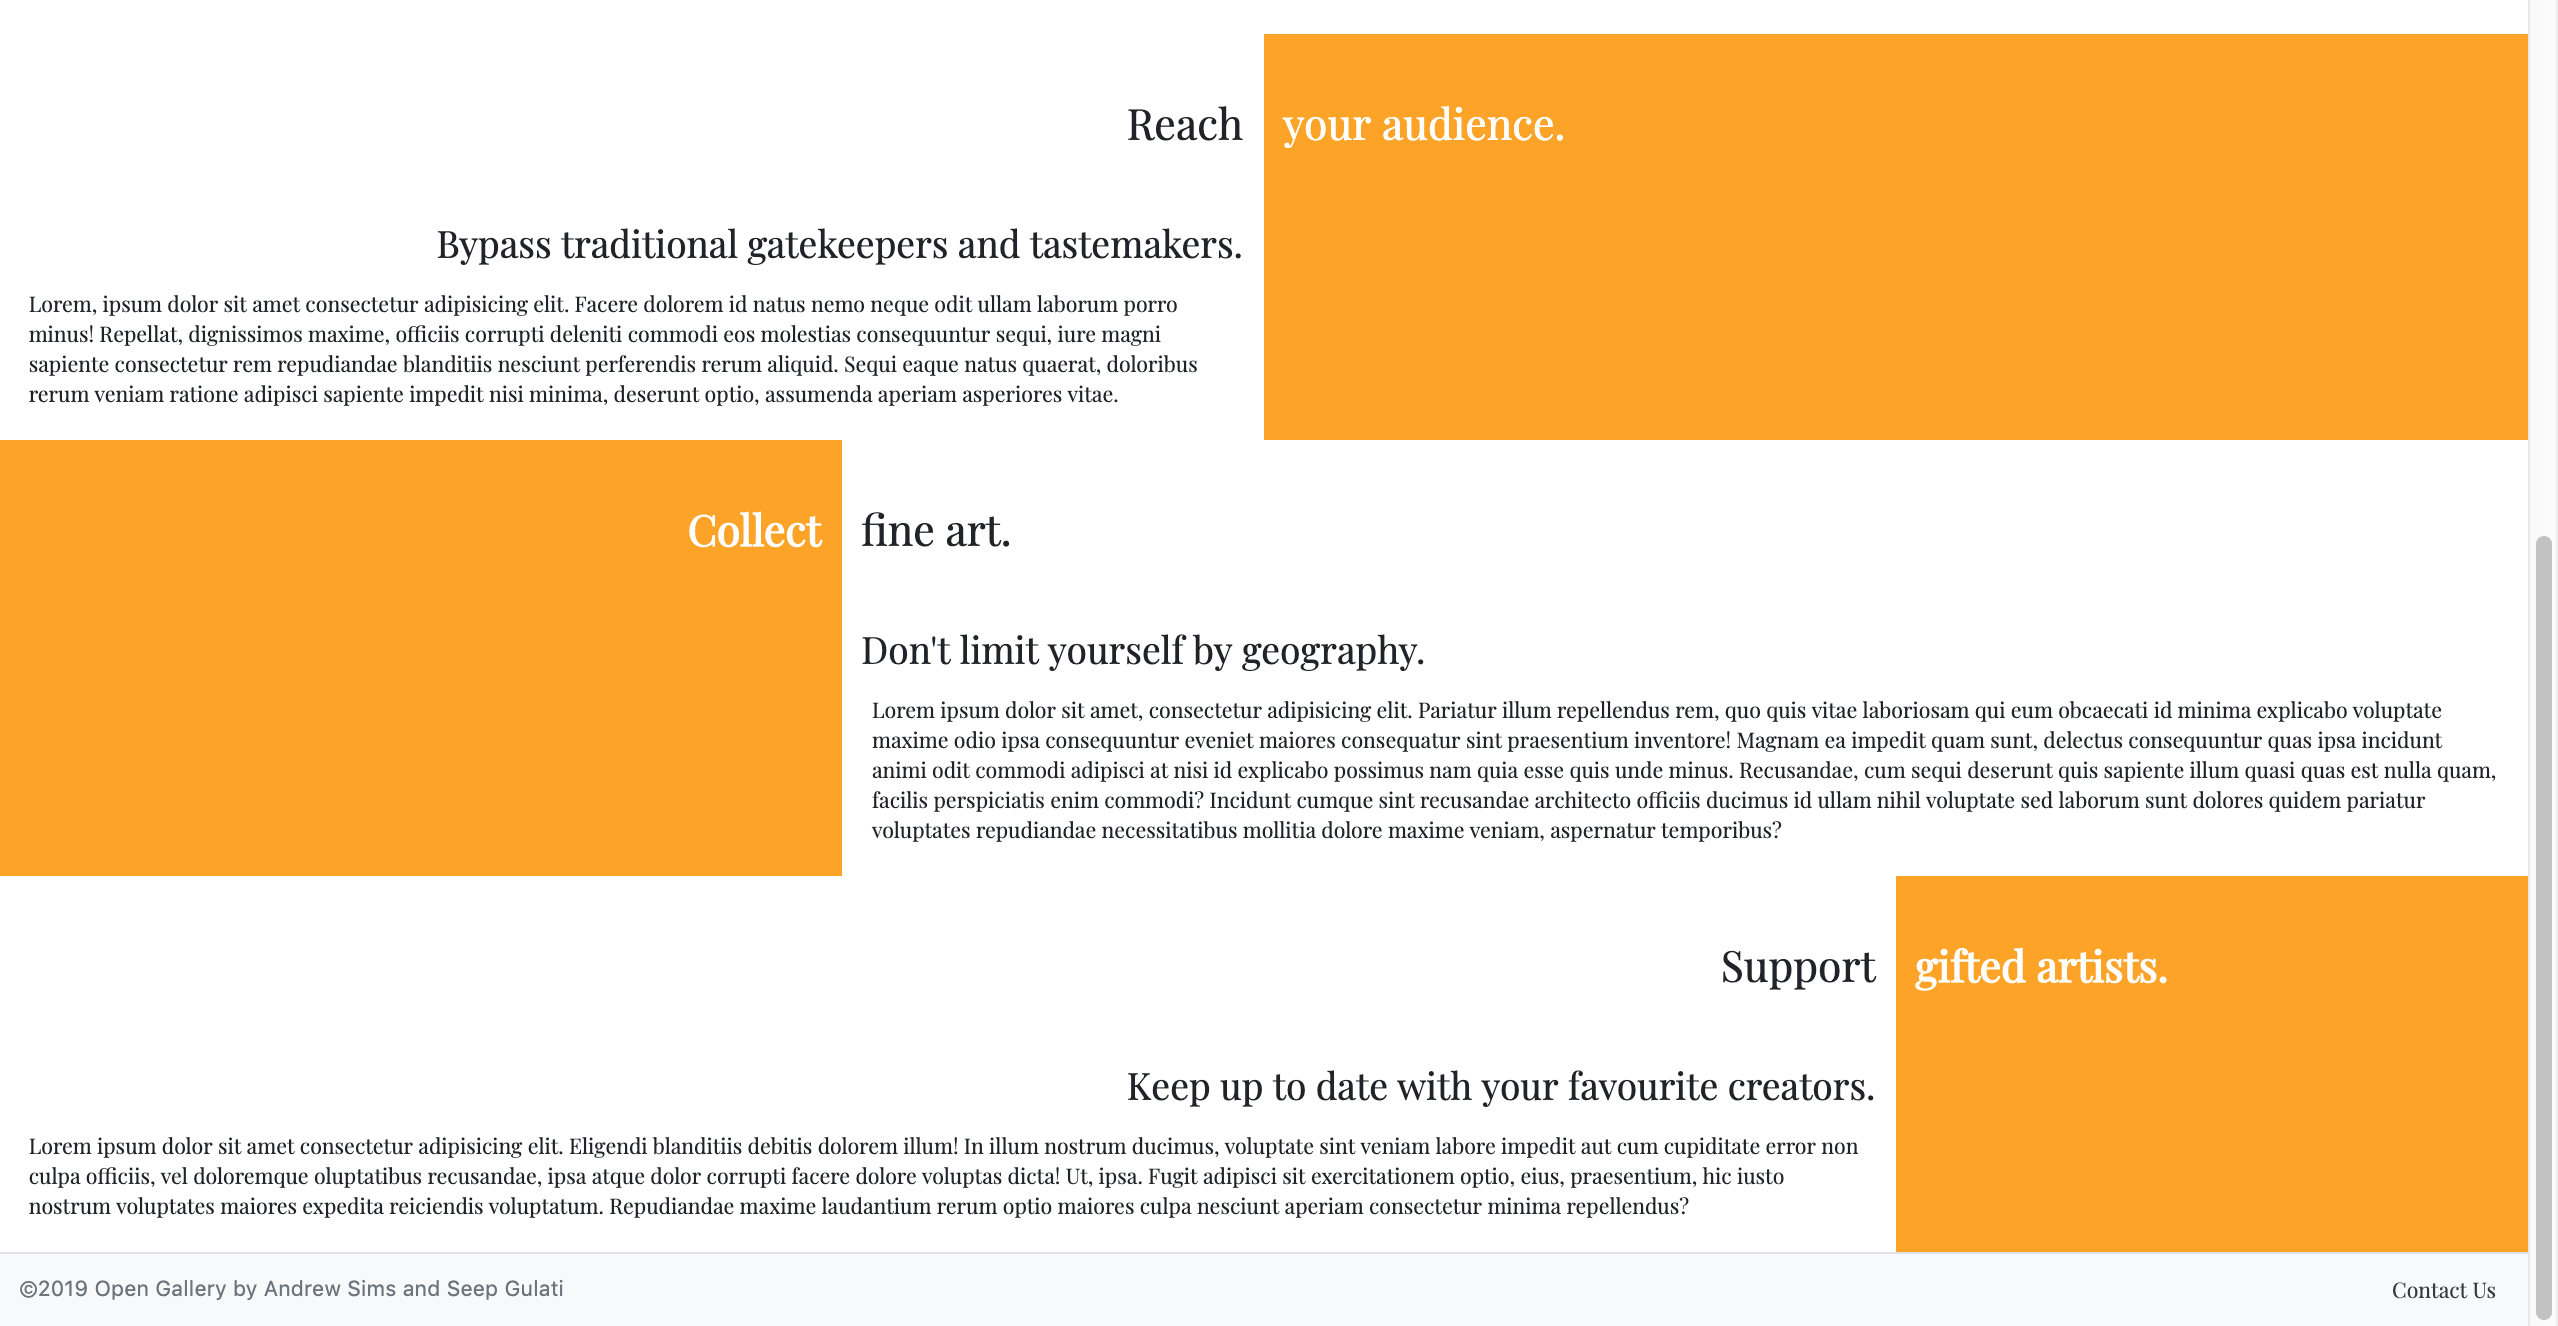 Reach your audience.
Bypass traditional gatekeepers and tastemakers.
Lorem, ipsum dolor sit amet consectetur adipisicing elit. Facere dolorem id natus nemo neque odit ullam laborum porro
minus! Repellat, dignissimos maxime, officiis corrupti deleniti commodi eos molestias consequuntur sequi, iure magni
sapiente consectetur rem repudiandae blanditiis nesciunt perferendis rerum aliquid. Sequi eaque natus quaerat, doloribus
rerum veniam ratione adipisci sapiente impedit nisi minima, deserunt optio, assumenda aperiam asperiores vitae.
Collect fine art.
Don't limit yourself by geography.
Lorem ipsum dolor sit amet, consectetur adipisicing elit. Pariatur illum repellendus rem, quo quis vitae laboriosam qui eum obcaecati id minima explicabo voluptate
maxime odio ipsa consequuntur eveniet maiores consequatur sint praesentium inventore! Magnam ea impedit quam sunt, delectus consequuntur quas ipsa incidunt
animi odit commodi adipisci at nisi id explicabo possimus nam quia esse quis unde minus. Recusandae, cum sequi deserunt quis sapiente illum quasi quas est nulla quam,
facilis perspiciatis enim commodi? Incidunt cumque sint recusandae architecto officiis ducimus id ullam nihil voluptate sed laborum sunt dolores quidem pariatur
voluptates repudiandae necessitatibus mollitia dolore maxime veniam, aspernatur temporibus?
Support gifted artists.
Keep up to date with your favourite creators.
Lorem ipsum dolor sit amet consectetur adipisicing elit. Eligendi blanditiis debitis dolorem illum! In illum nostrum ducimus, voluptate sint veniam labore impedit aut cum cupiditate error non
culpa officiis, vel doloremque oluptatibus recusandae, ipsa atque dolor corrupti facere dolore voluptas dicta! Ut, ipsa. Fugit adipisci sit exercitationem optio, eius, praesentium, hic iusto
nostrum voluptates maiores expedita reiciendis voluptatum. Repudiandae maxime laudantium rerum optio maiores culpa nesciunt aperiam consectetur minima repellendus?
©2019 Open Gallery by Andrew Sims and Seep Gulati
Contact Us